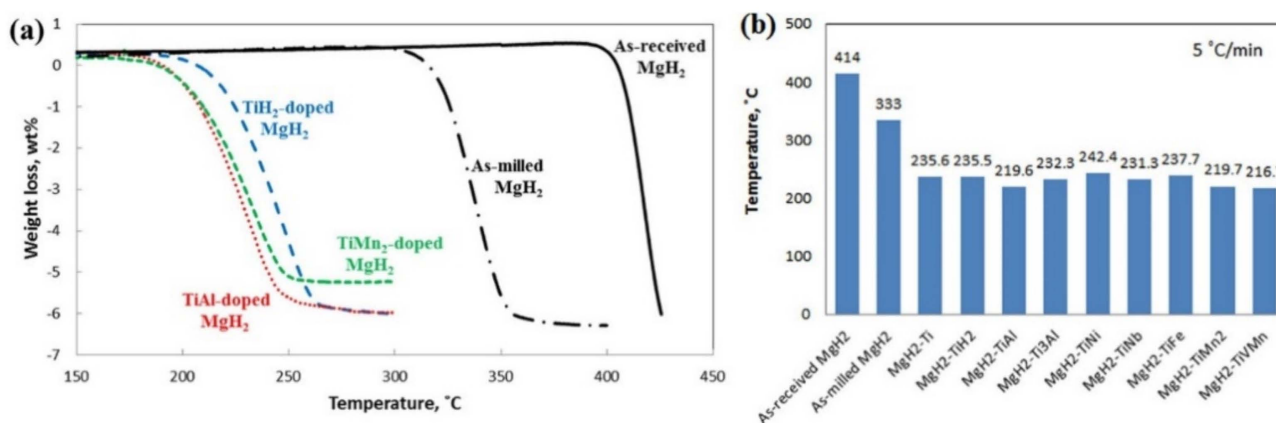 (a)
1
0
-1
-2
-3
-4
-5
-6
-7
Weight loss, wt%
150
200
250
300
350
400
450
Temperature, ˚C
As-received
MgH2
TiH2-doped
MgH2
As-milled
MgH2
TiMn2-doped
MgH2
TiAl-doped
MgH2
(b)
500
400
300
200
100
0
Temperature, ˚C
5 ˚C/min
414
333
235.6
235.5
219.6
232.3
242.4
231.3
237.7
219.7
216.
As-received MgH2
As-milled MgH2
MgH2-Ti
MgH2-TiH2
MgH2-TiAl
MgH2-Ti3Al
MgH2-TiNi
MgH2-TiNb
MgH2-TiFe
MgH2-TiMn2
MgH2-TiVMn